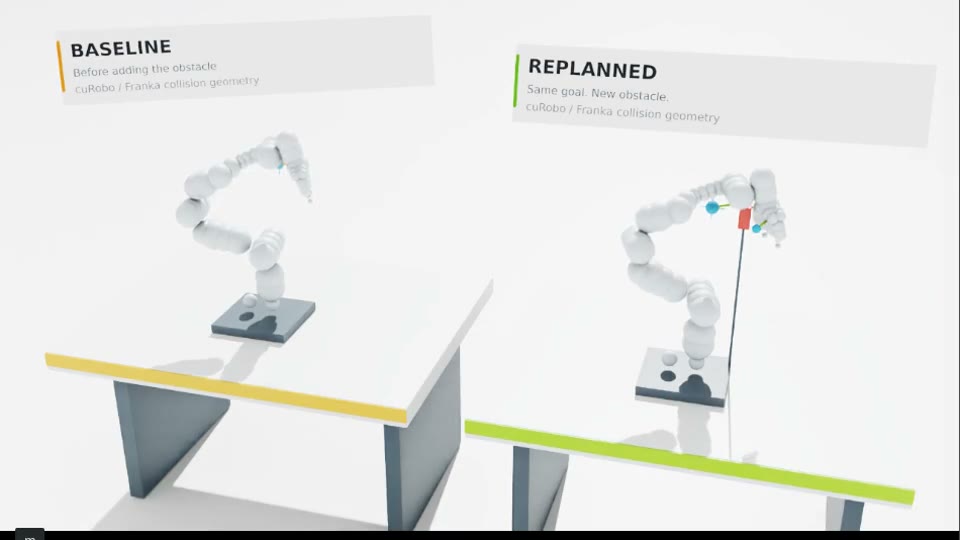 BASELINE
Before adding the obstacle
cuRobo / Franka collision geometry
REPLANNED
Same goal. New obstacle.
cuRobo / Franka collision geometry